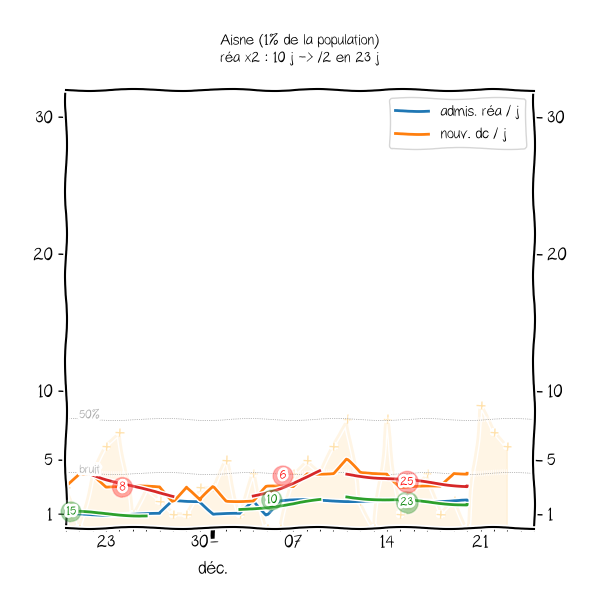 Aisne (1% de la population)
réa x2 : 10 j -> /2 en 23 j
admis. réa / j
nouv. dc / j
30 30
20 20
10 10
50%
5 5
bruit
8 6 25
15 10 23
1 1
23 30 07 14 21
déc.